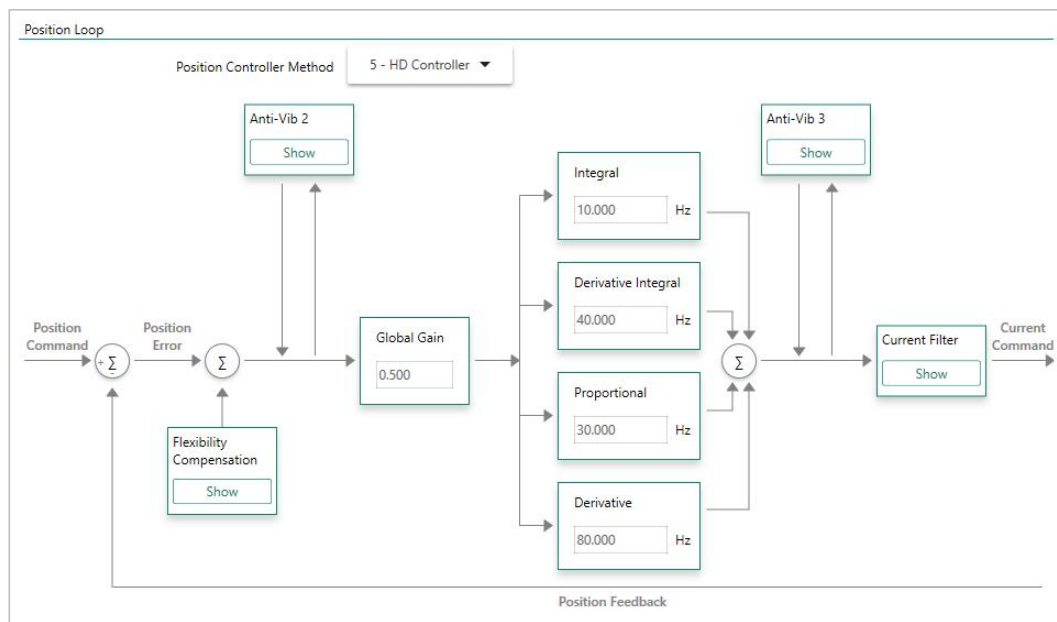 Position Loop
Position Controller Method
5 - HD Controller
Anti-Vib 2
Show
Anti-Vib 3
Show
Integral
10.000 Hz
Derivative Integral
40.000 Hz
Position
Command
+ Σ
-
Position
Error
Σ
Global Gain
0.500
Proportional
30.000 Hz
Derivative
80.000 Hz
Σ
Current Filter
Show
Current
Command
Flexibility
Compensation
Show
Position Feedback